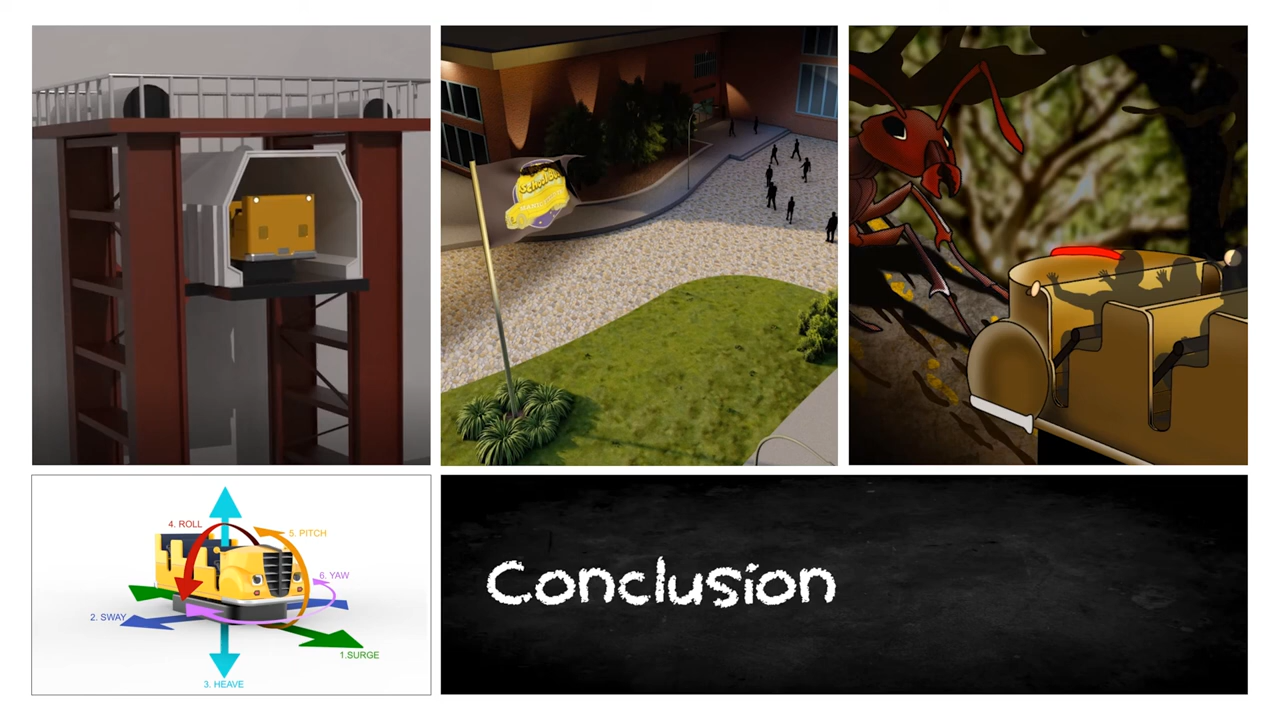 4. ROLL
5. PITCH
6. YAW
2. SWAY
1.SURGE
3. HEAVE
Conclusion